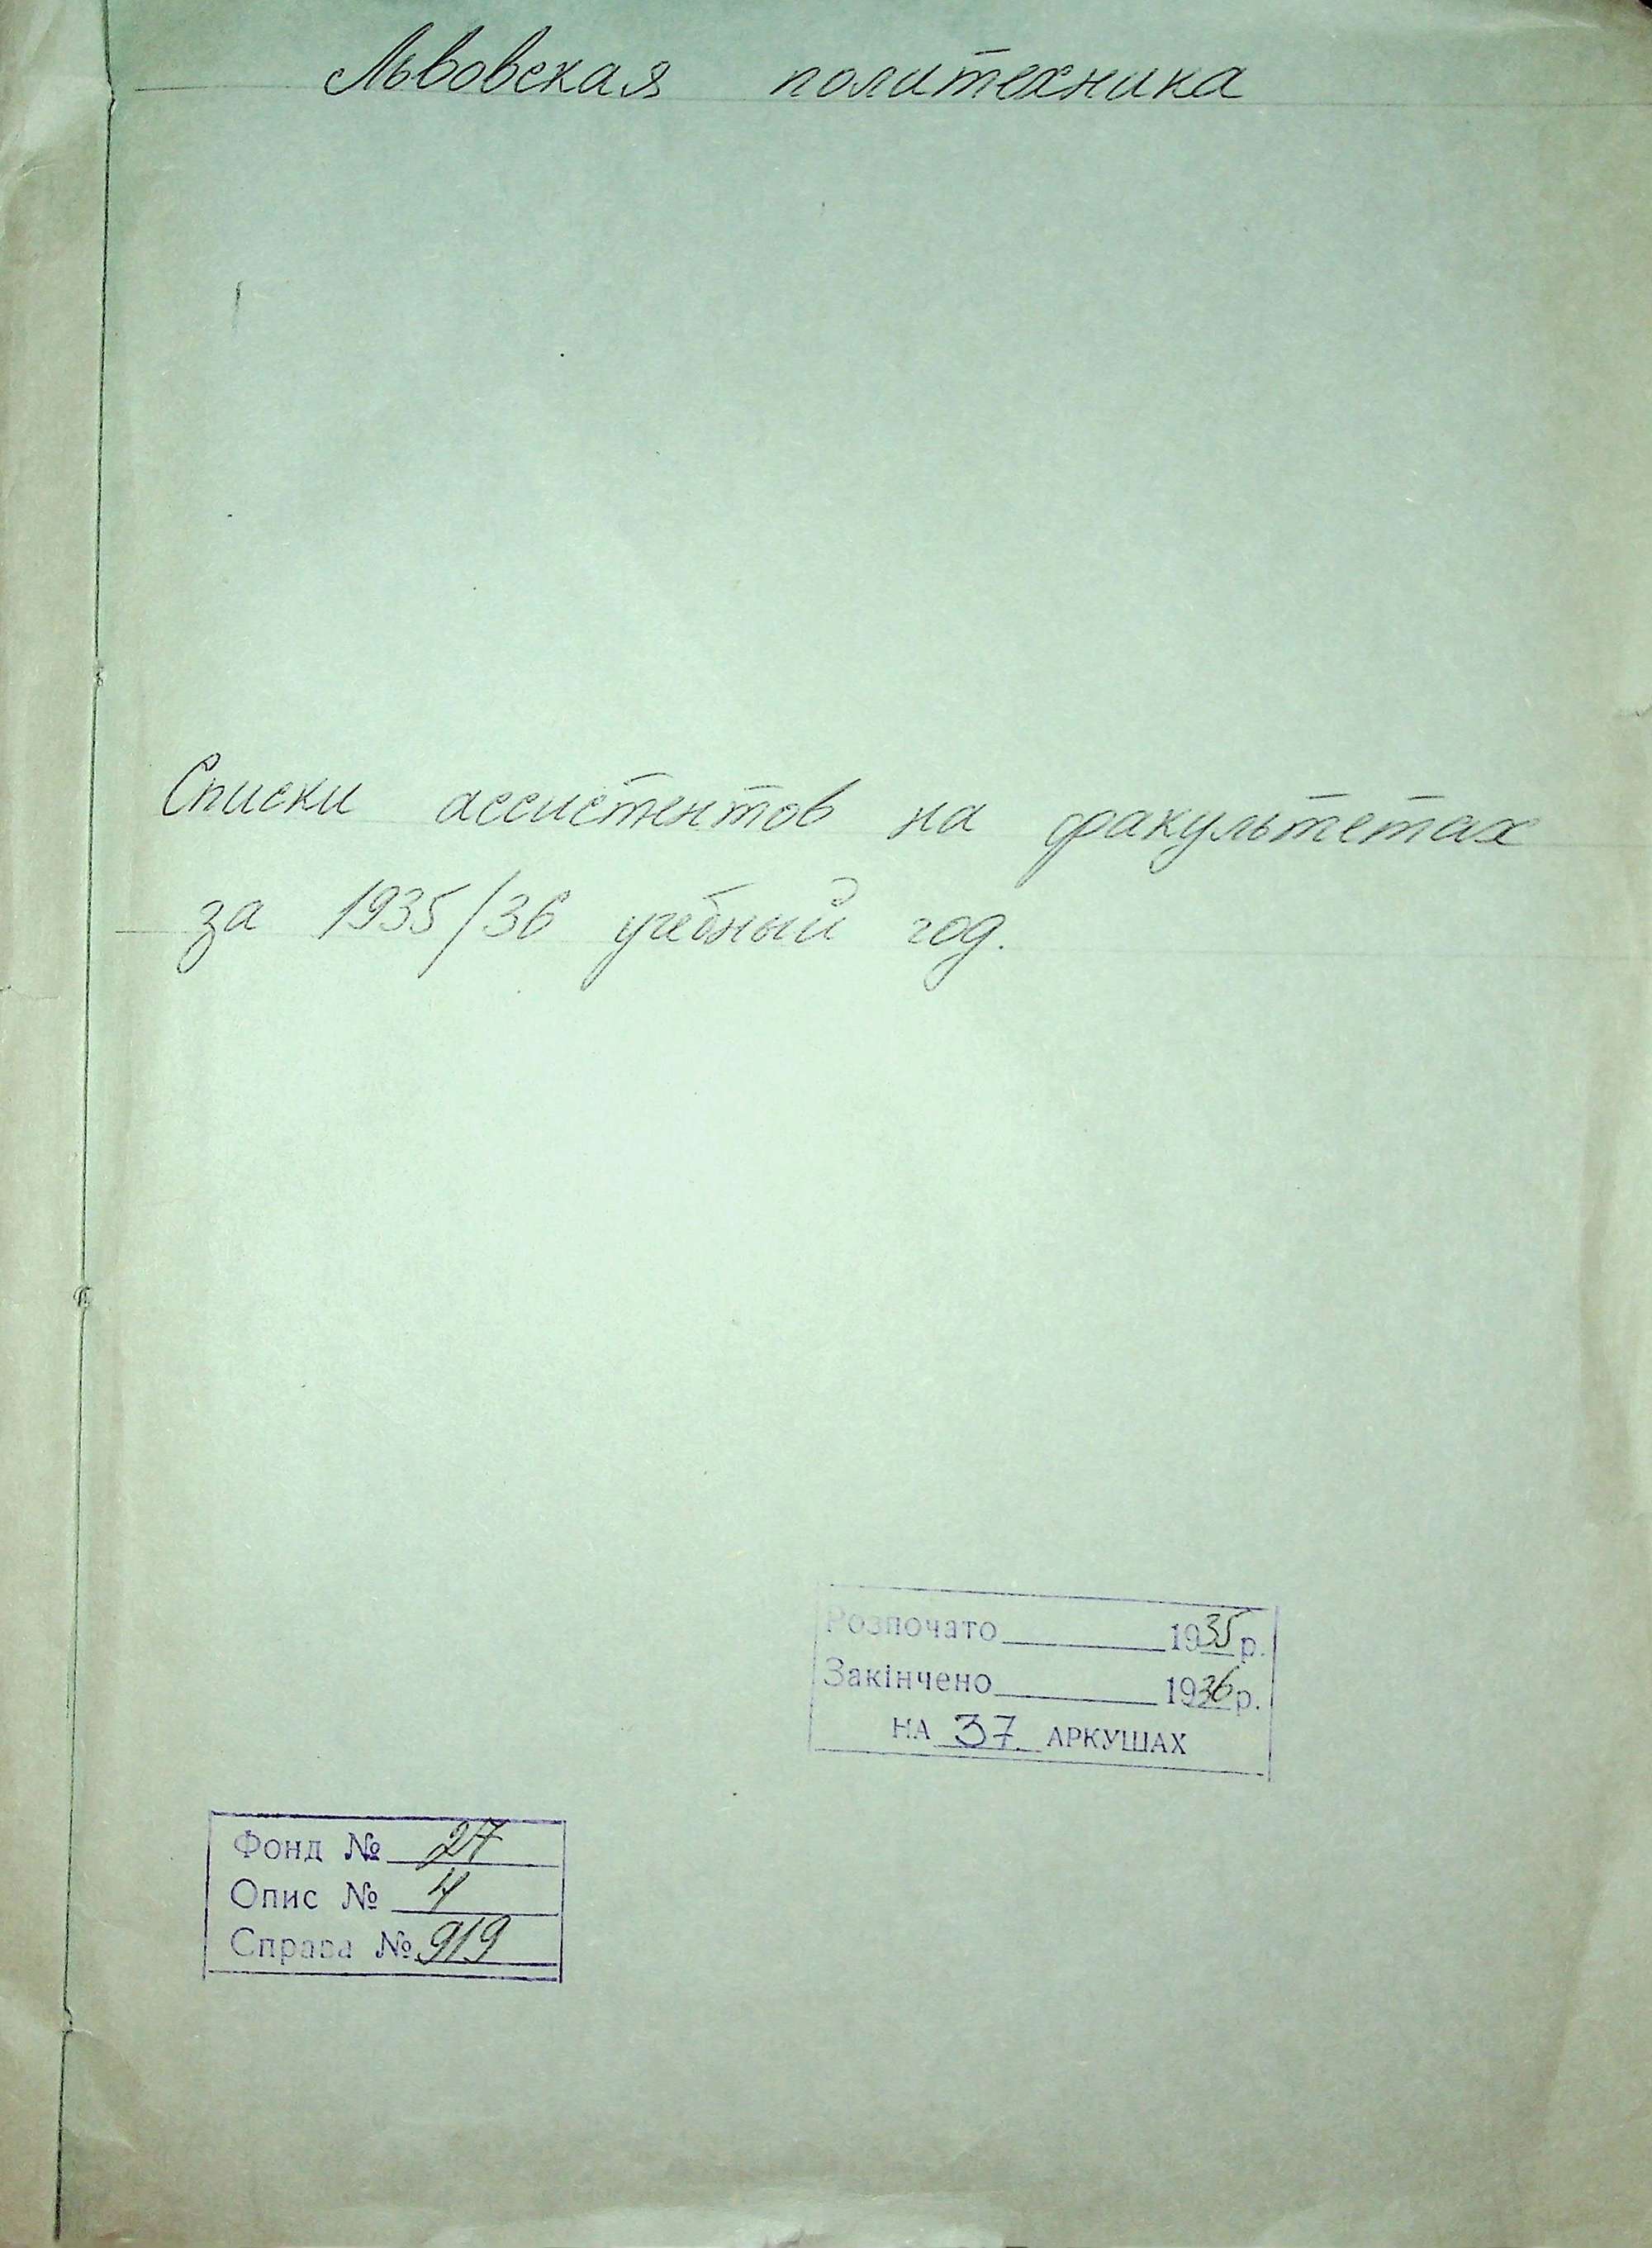 Львовская политехника
Списки ассистентов на факультетах
за 1935/36 учебный год.
Розпочато 1935 р.
Закінчено 1936 р.
НА 37 АРКУШАХ
Фонд № 27
Опис № 4
Справа № 919